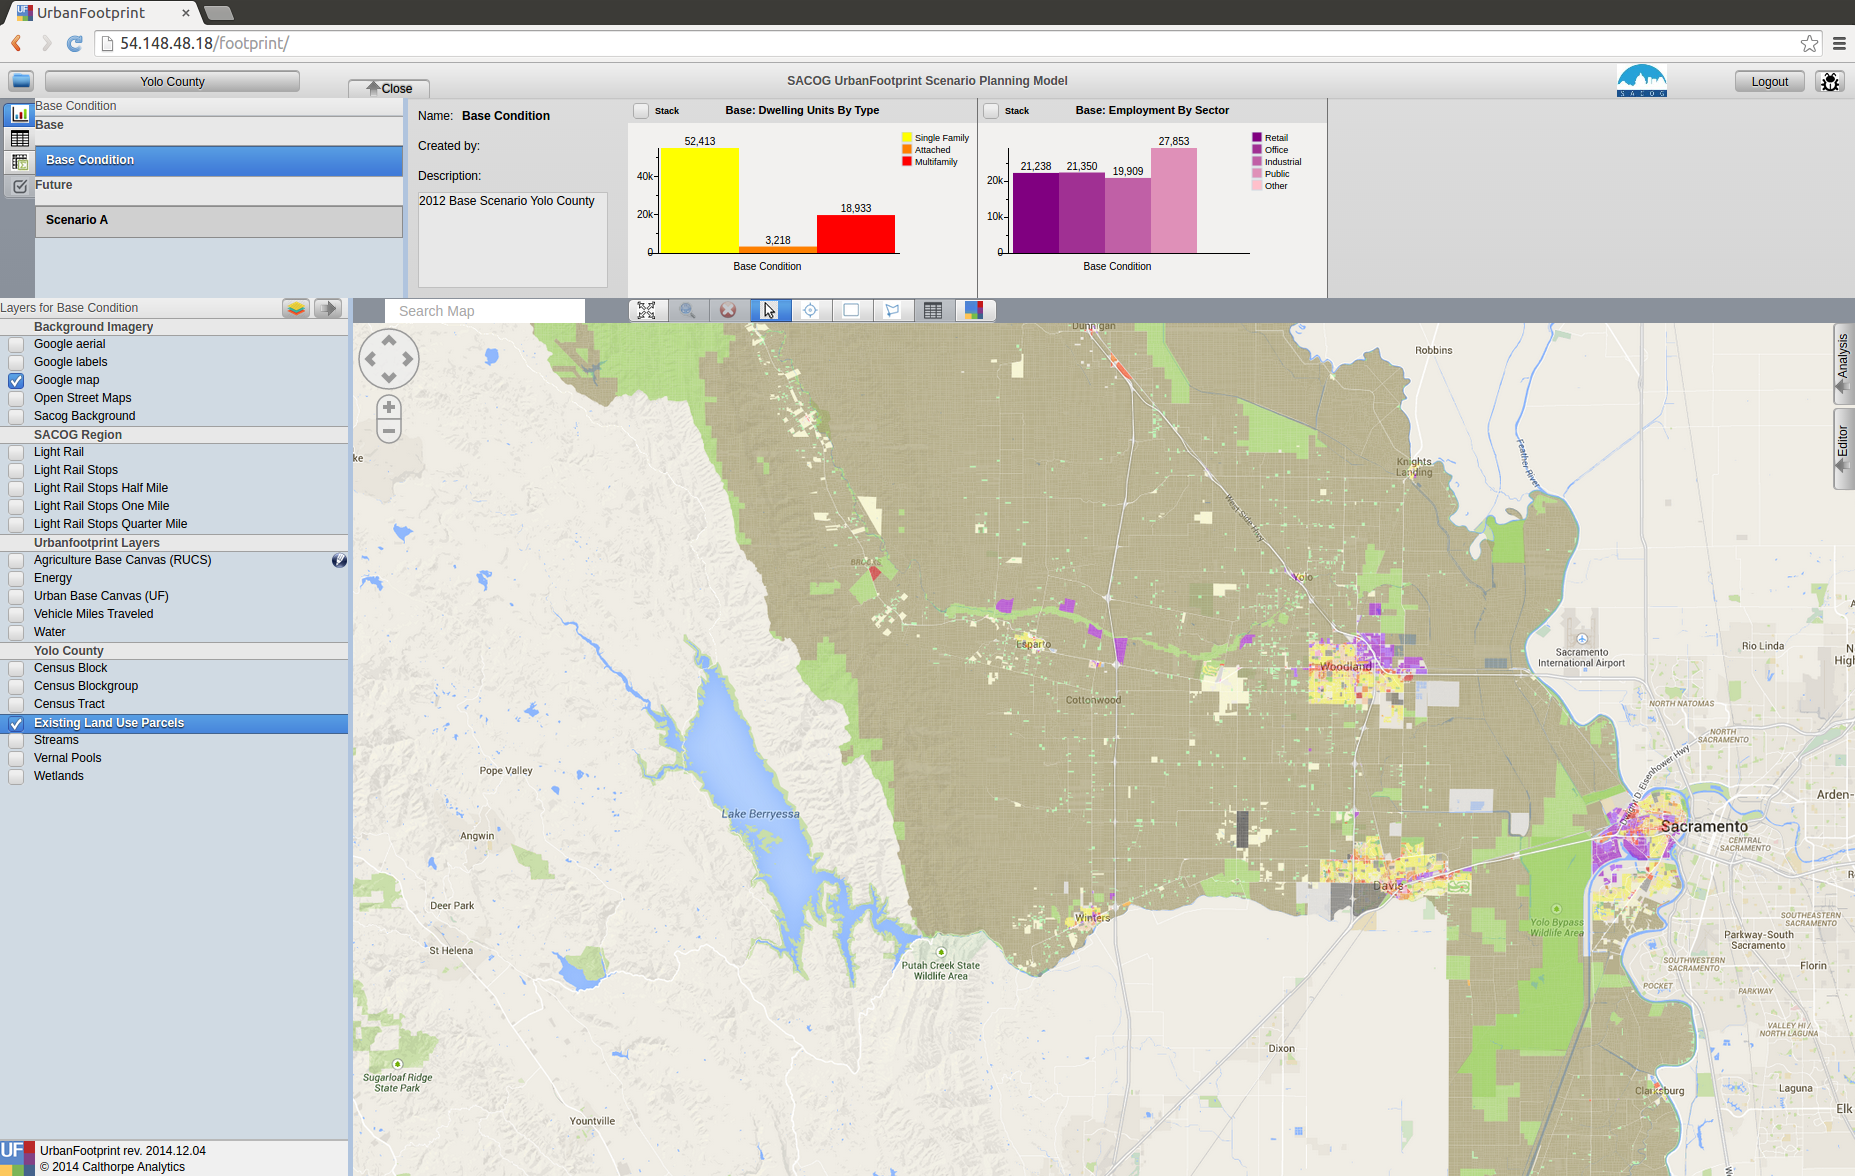 UrbanFootprint
54.148.48.18/footprint/
Yolo County
Close
SACOG UrbanFootprint Scenario Planning Model
SACOG
Logout
Base Condition
Base
Base Condition
Future
Scenario A
Name: Base Condition
Created by:
Description:
2012 Base Scenario Yolo County
Stack
Base: Dwelling Units By Type
52,413
3,218
18,933
40k
20k
0
Base Condition
Single Family
Attached
Multifamily
Stack
Base: Employment By Sector
21,238
21,350
19,909
27,853
20k
10k
0
Base Condition
Retail
Office
Industrial
Public
Other
Layers for Base Condition
Background Imagery
Google aerial
Google labels
Google map
Open Street Maps
Sacog Background
SACOG Region
Light Rail
Light Rail Stops
Light Rail Stops Half Mile
Light Rail Stops One Mile
Light Rail Stops Quarter Mile
Urbanfootprint Layers
Agriculture Base Canvas (RUCS)
Energy
Urban Base Canvas (UF)
Vehicle Miles Traveled
Water
Yolo County
Census Block
Census Blockgroup
Census Tract
Existing Land Use Parcels
Streams
Vernal Pools
Wetlands
UF
UrbanFootprint rev. 2014.12.04
© 2014 Calthorpe Analytics
Search Map
Analysis
Editor
Dunnigan
Robbins
Knights
Landing
Feather River
West Side Hwy
Yolo
Esparto
Woodland
Cottonwood
Sacramento
International Airport
Rio Linda
NORTH NATOMAS
NORTH
SACRAMENTO
Dwight D. Eisenhower Hwy
Arden-
Sacramento
CENTRAL
SACRAMENTO
Pope Valley
Lake Berryessa
Angwin
Deer Park
St Helena
Davis
Winters
Yolo Bypass
Wildlife Area
Putah Creek State
Wildlife Area
SOUTHEASTERN
SACRAMENTO
Parkway-South
Sacramento
SOUTHWESTERN
SACRAMENTO
Florin
POCKET
PARKWAY
VALLEY HI /
NORTH LAGUNA
Dixon
Sugarloaf Ridge
State Park
Yountville
Clarksburg
Laguna
Elk